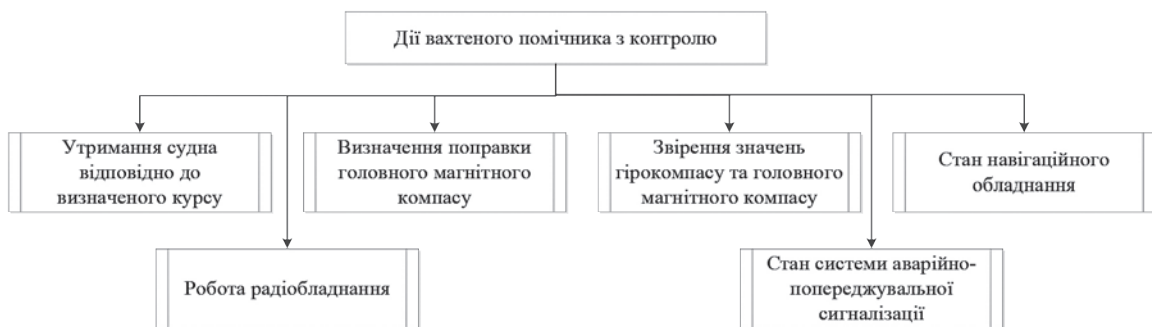 Дії вахтеного помічника з контролю
Утримання судна
відповідно до
визначеного курсу
Визначення поправки
головного магнітного
компасу
Звірення значень
гірокомпасу та головного
магнітного компасу
Стан навігаційного
обладнання
Робота радіобладнання
Стан системи аварійно-
попереджувальної
сигналізації